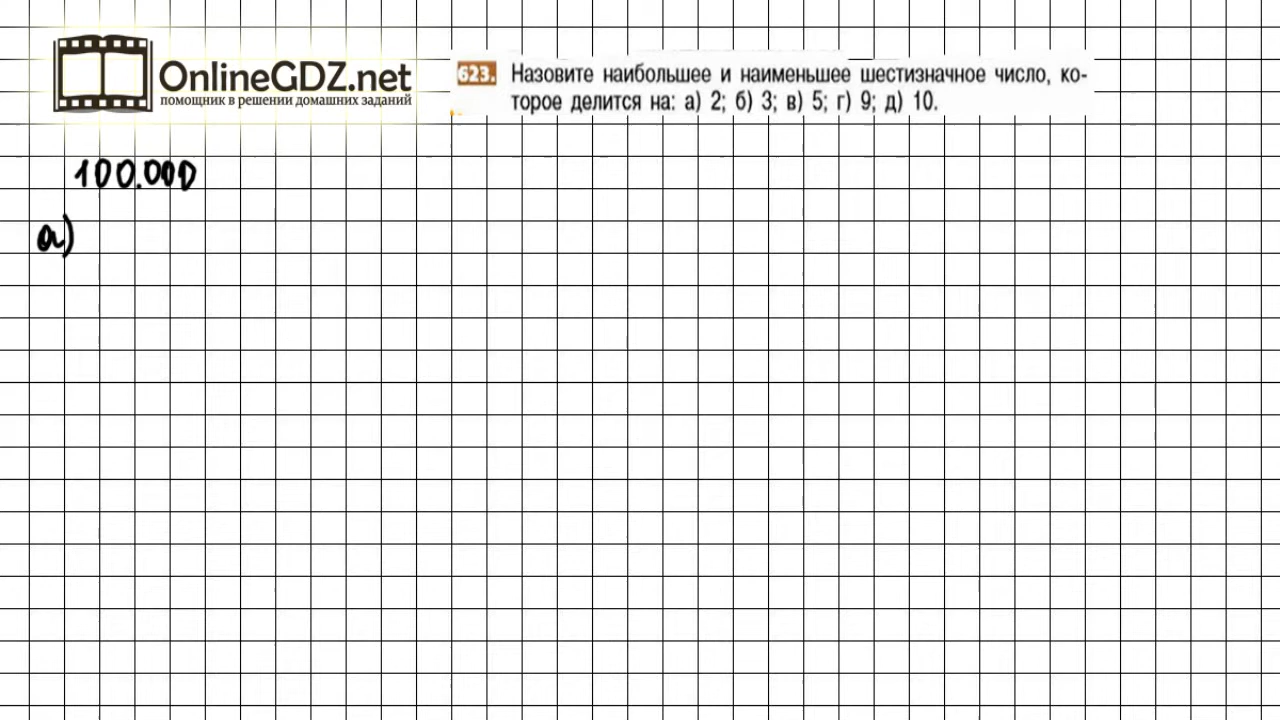 OnlineGDZ.net
помощник в решении домашних заданий
623. Назовите наибольшее и наименьшее шестизначное число, ко-
торое делится на: а) 2; б) 3; в) 5; г) 9; д) 10.
100.000
а)